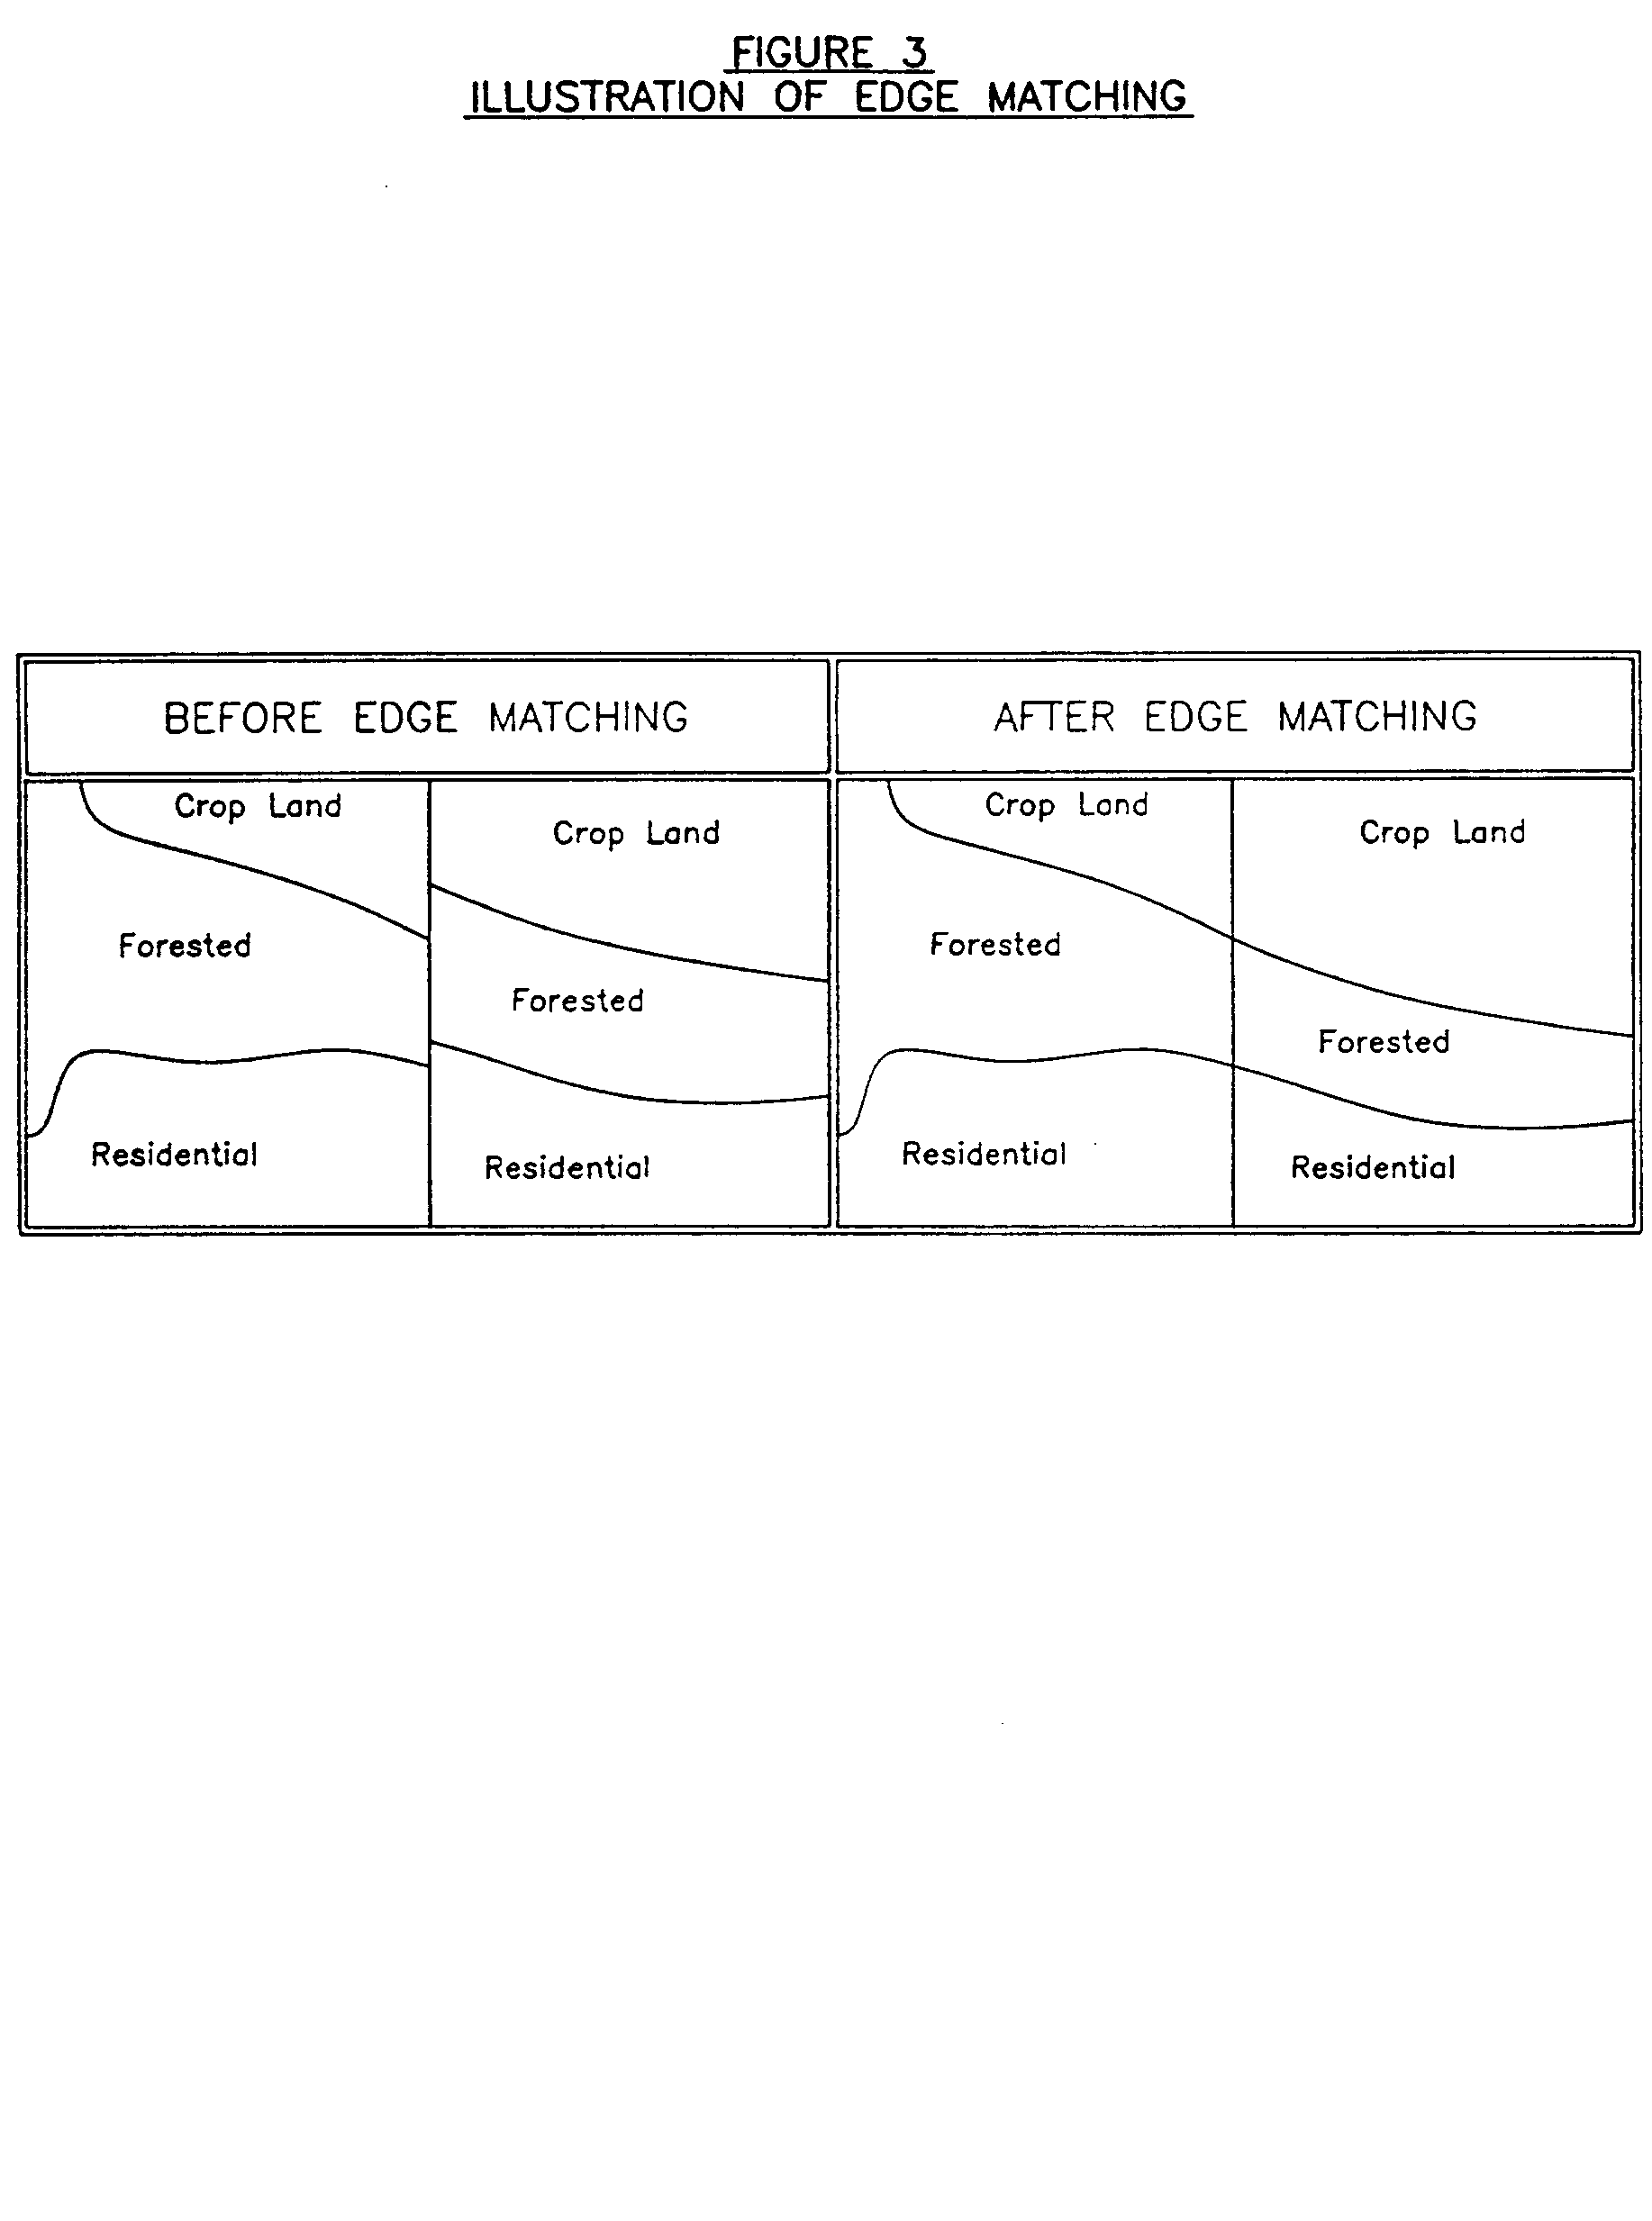 FIGURE 3
ILLUSTRATION OF EDGE MATCHING
BEFORE EDGE MATCHING
AFTER EDGE MATCHING
Crop Land
Crop Land
Forested
Forested
Residential
Residential
Crop Land
Crop Land
Forested
Forested
Residential
Residential